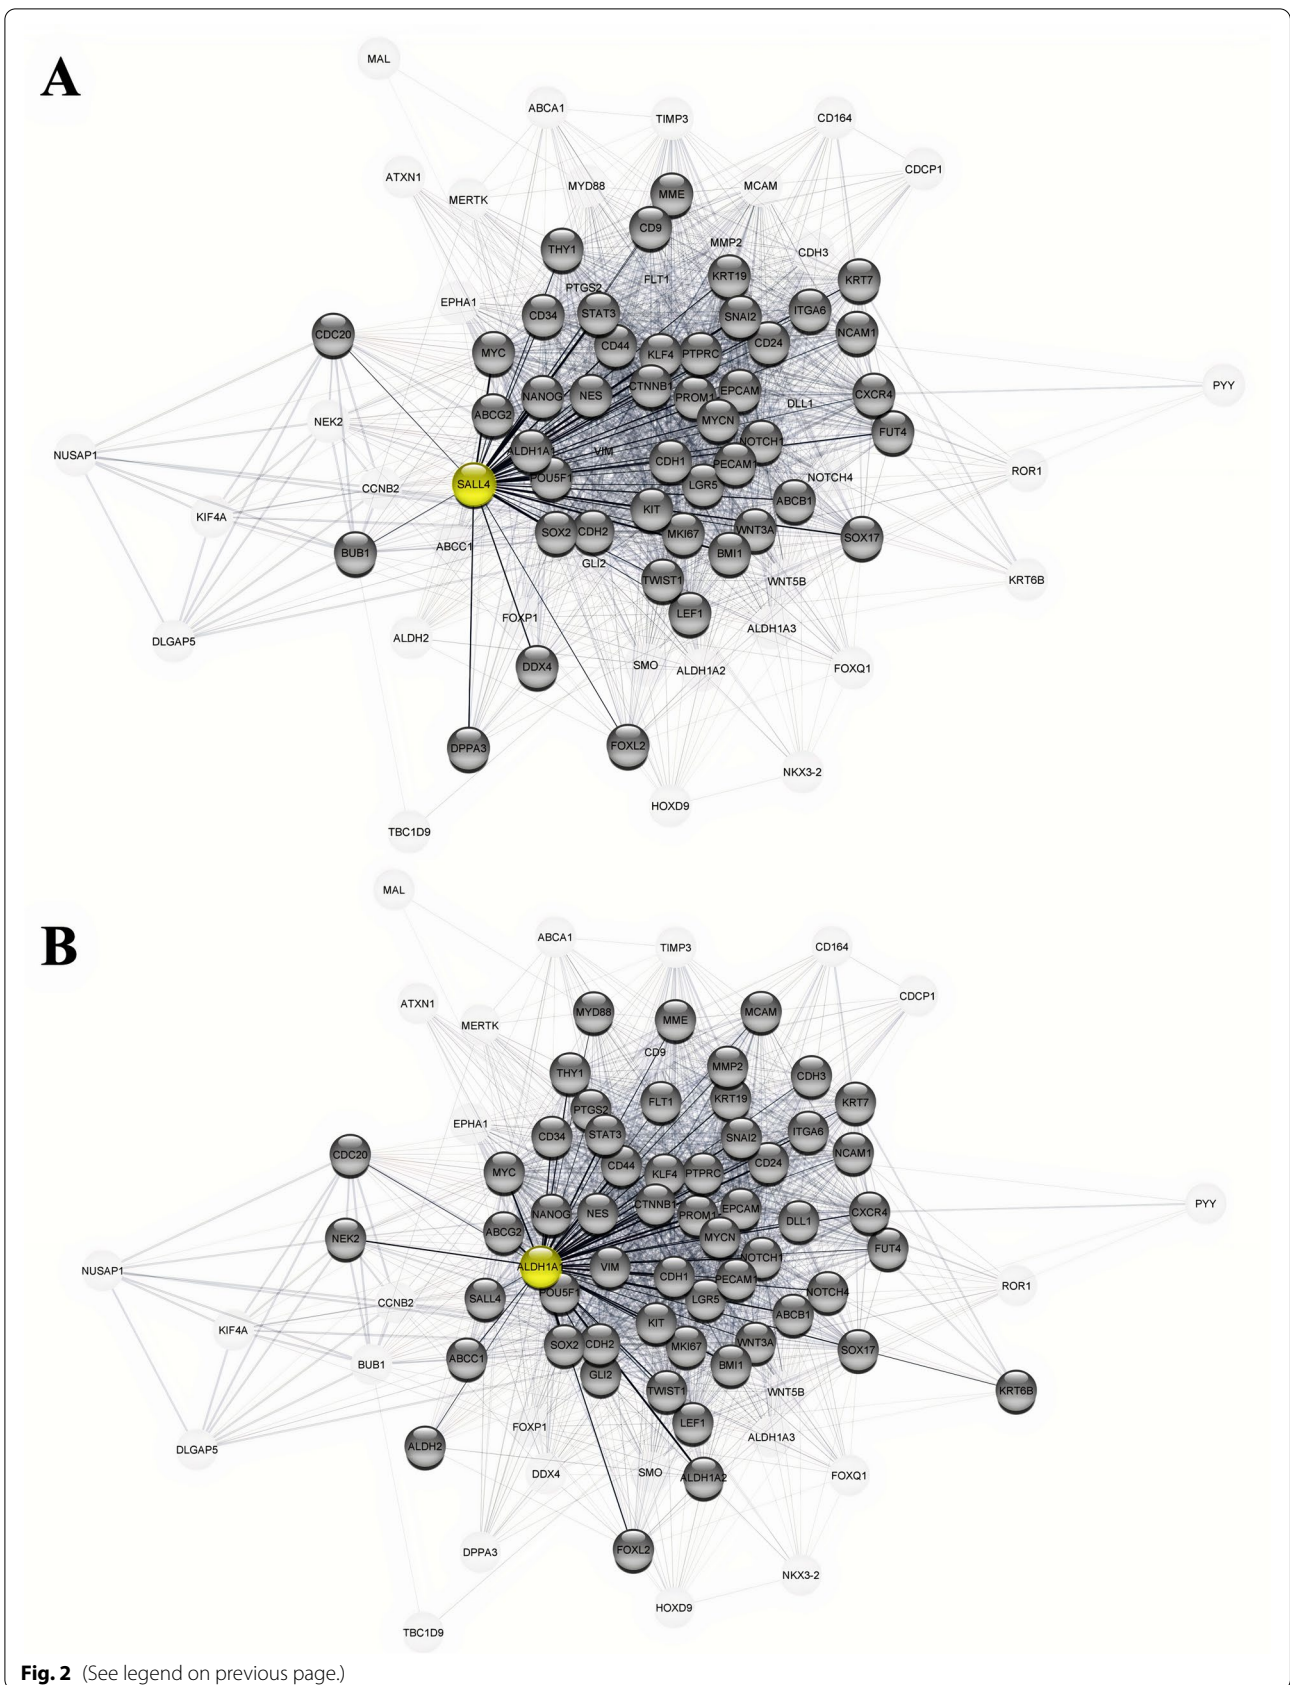 A
MAL
ABCA1
TIMP3
CD164
CDCP1
ATXN1
MERTK
MYD88
MME
MCAM
CD9
THY1
MMP2
CDH3
FLT1
KRT19
KRT7
PTGS2
EPHA1
CD34
STAT3
SNAI2
ITGA6
NCAM1
CDC20
MYC
CD44
KLF4
PTPRC
CD24
PYY
NANOG
NES
CTNNB1
PROM1
EPCAM
DLL1
CXCR4
ABCG2
NEK2
MYCN
FUT4
NUSAP1
ALDH1A1
VIM
NOTCH1
CDH1
PECAM1
ROR1
SALL4
POU5F1
LGR5
NOTCH4
CCNB2
ABCB1
KIF4A
KIT
SOX2
CDH2
MKI67
WNT3A
SOX17
BUB1
ABCC1
BMI1
GLI2
TWIST1
WNT5B
KRT6B
FOXP1
LEF1
ALDH1A3
DLGAP5
ALDH2
DDX4
SMO
ALDH1A2
FOXQ1
DPPA3
FOXL2
NKX3-2
HOXD9
TBC1D9
B
MAL
ABCA1
TIMP3
CD164
CDCP1
ATXN1
MERTK
MYD88
MME
MCAM
CD9
THY1
MMP2
CDH3
PTGS2
FLT1
KRT19
KRT7
EPHA1
CD34
STAT3
SNAI2
ITGA6
NCAM1
CDC20
MYC
CD44
KLF4
PTPRC
CD24
PYY
NANOG
NES
CTNNB1
PROM1
EPCAM
DLL1
CXCR4
ABCG2
NEK2
MYCN
FUT4
NUSAP1
ALDH1A1
VIM
NOTCH1
CDH1
PECAM1
ROR1
SALL4
POU5F1
LGR5
NOTCH4
CCNB2
ABCB1
KIF4A
KIT
SOX2
CDH2
MKI67
WNT3A
SOX17
BUB1
ABCC1
BMI1
GLI2
TWIST1
WNT5B
KRT6B
FOXP1
LEF1
ALDH1A3
DLGAP5
ALDH2
DDX4
SMO
ALDH1A2
FOXQ1
DPPA3
FOXL2
NKX3-2
HOXD9
TBC1D9
Fig. 2 (See legend on previous page.)